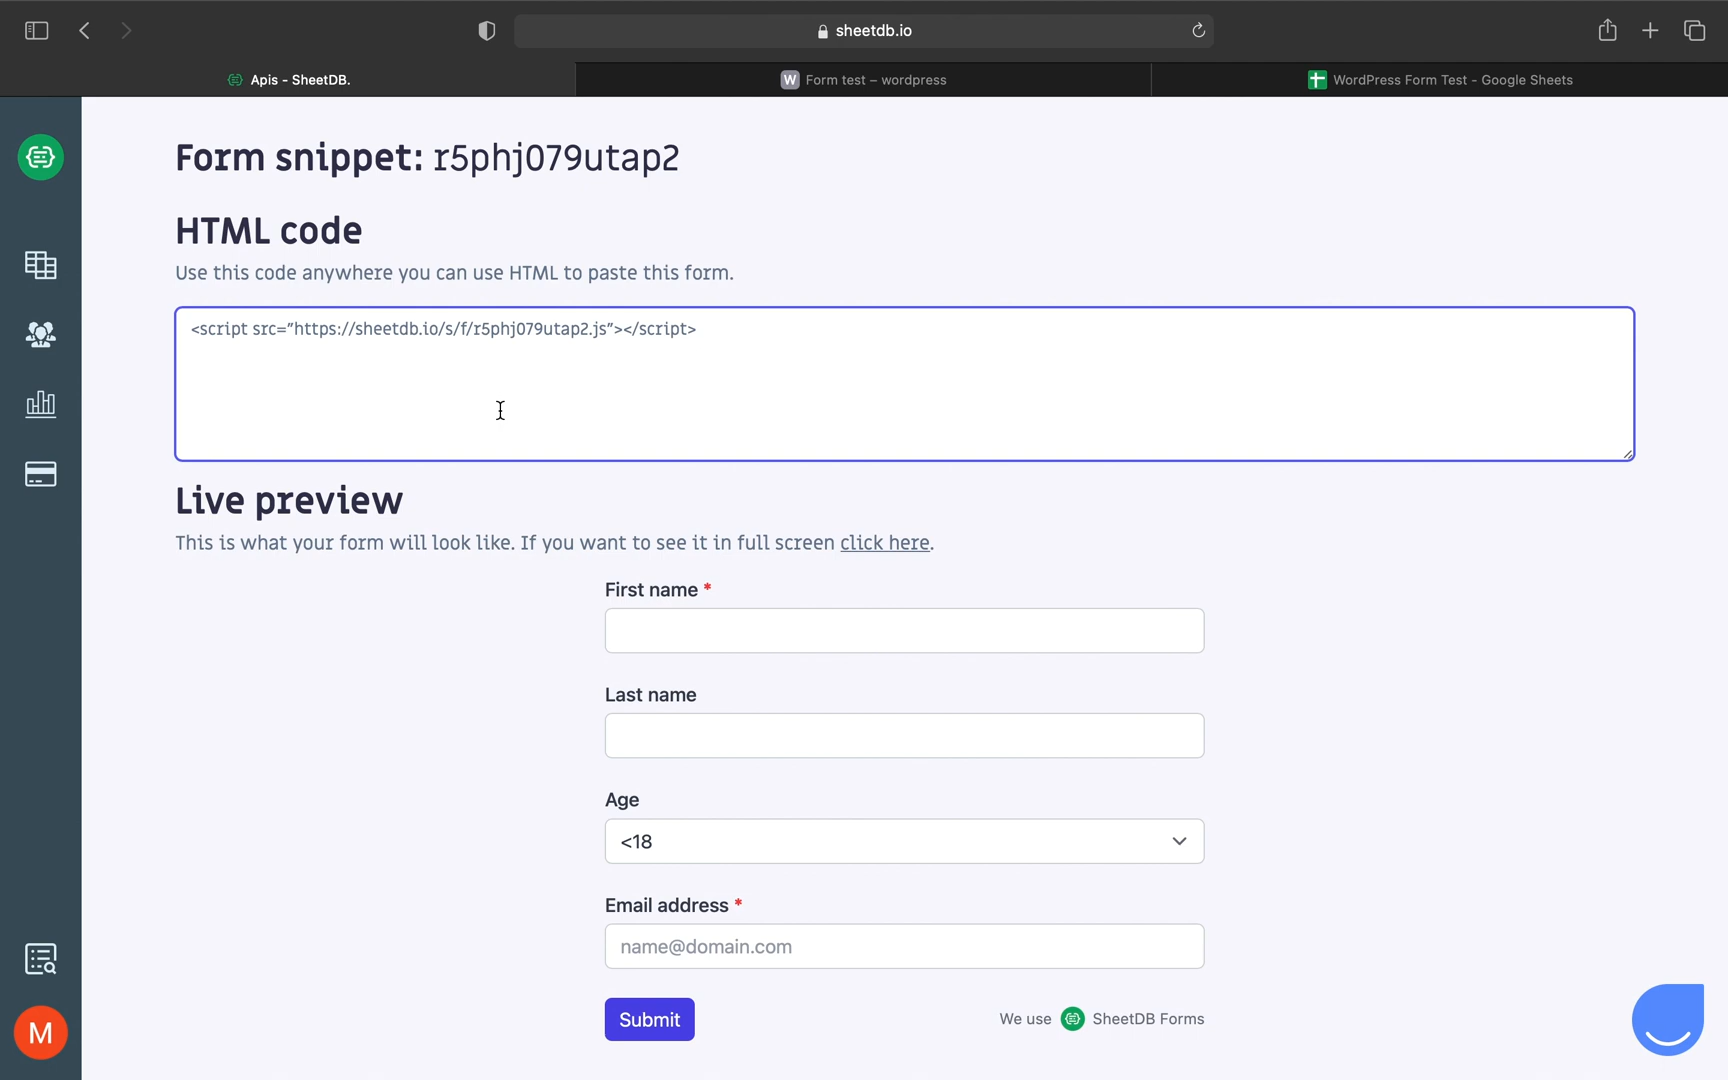 sheetdb.io
Apis - SheetDB.
W Form test – wordpress
WordPress Form Test - Google Sheets
Form snippet: r5phj079utap2
HTML code
Use this code anywhere you can use HTML to paste this form.
<script src="https://sheetdb.io/s/f/r5phj079utap2.js"></script>
Live preview
This is what your form will look like. If you want to see it in full screen click here.
First name *
Last name
Age
<18
Email address *
name@domain.com
Submit
We use SheetDB Forms
M